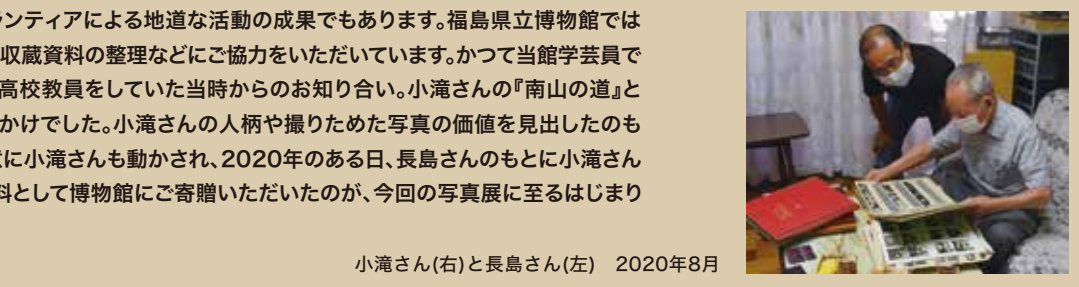 ランティアによる地道な活動の成果でもあります。福島県立博物館では
収蔵資料の整理などにご協力をいただいています。かつて当館学芸員で
高校教員をしていた当時からのお知り合い。小滝さんの『南山の道』と
かけでした。小滝さんの人柄や撮りためた写真の価値を見出したのも
に小滝さんも動かされ、2020年のある日、長島さんのもとに小滝さん
料として博物館にご寄贈いただいたのが、今回の写真展に至るはじまり
小滝さん(右)と長島さん(左)　2020年8月